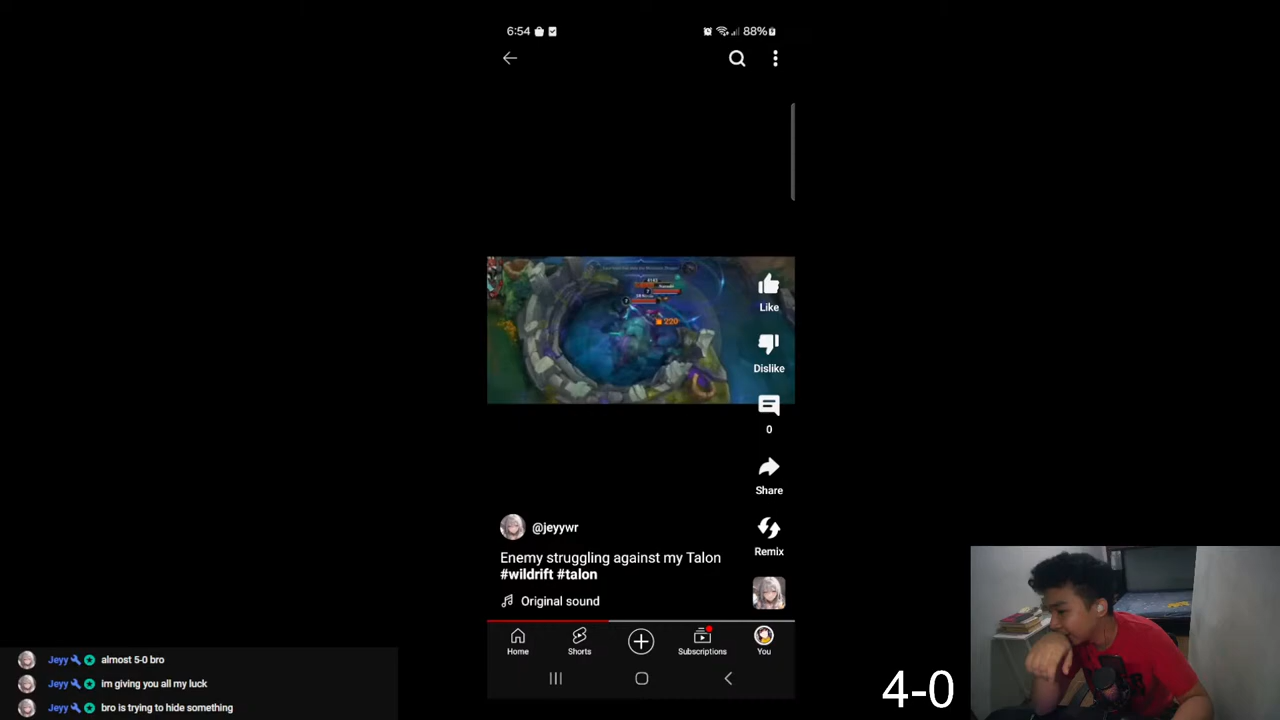 6:54
88%
220
Like
Dislike
0
Share
@jeyywr
Enemy struggling against my Talon
#wildrift #talon
Remix
Original sound
Home
Shorts
Subscriptions
You
Jeyy almost 5-0 bro
Jeyy im giving you all my luck
Jeyy bro is trying to hide something
4-0